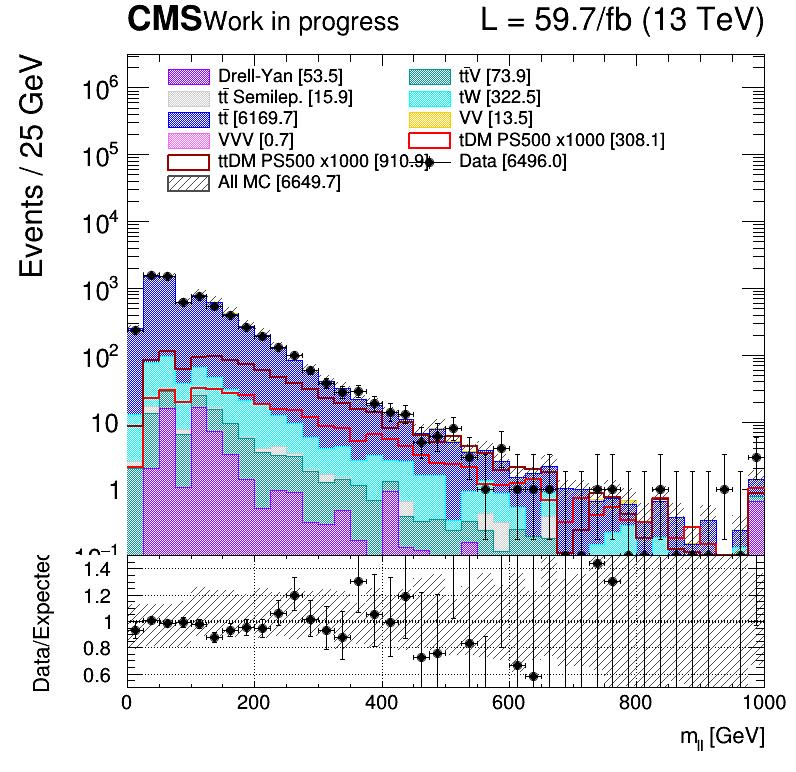 CMS Work in progress L = 59.7/fb (13 TeV)
Events / 25 GeV
10⁶
10⁵
10⁴
10³
10²
10
1
10⁻¹
Drell-Yan [53.5]
tt̄V [73.9]
tt̄ Semilep. [15.9]
tW [322.5]
tt̄ [6169.7]
VV [13.5]
VVV [0.7]
tDM PS500 x1000 [308.1]
ttDM PS500 x1000 [910.9]
Data [6496.0]
All MC [6649.7]
Data/Expected
1.4
1.2
1
0.8
0.6
0 200 400 600 800 1000
m_ll [GeV]